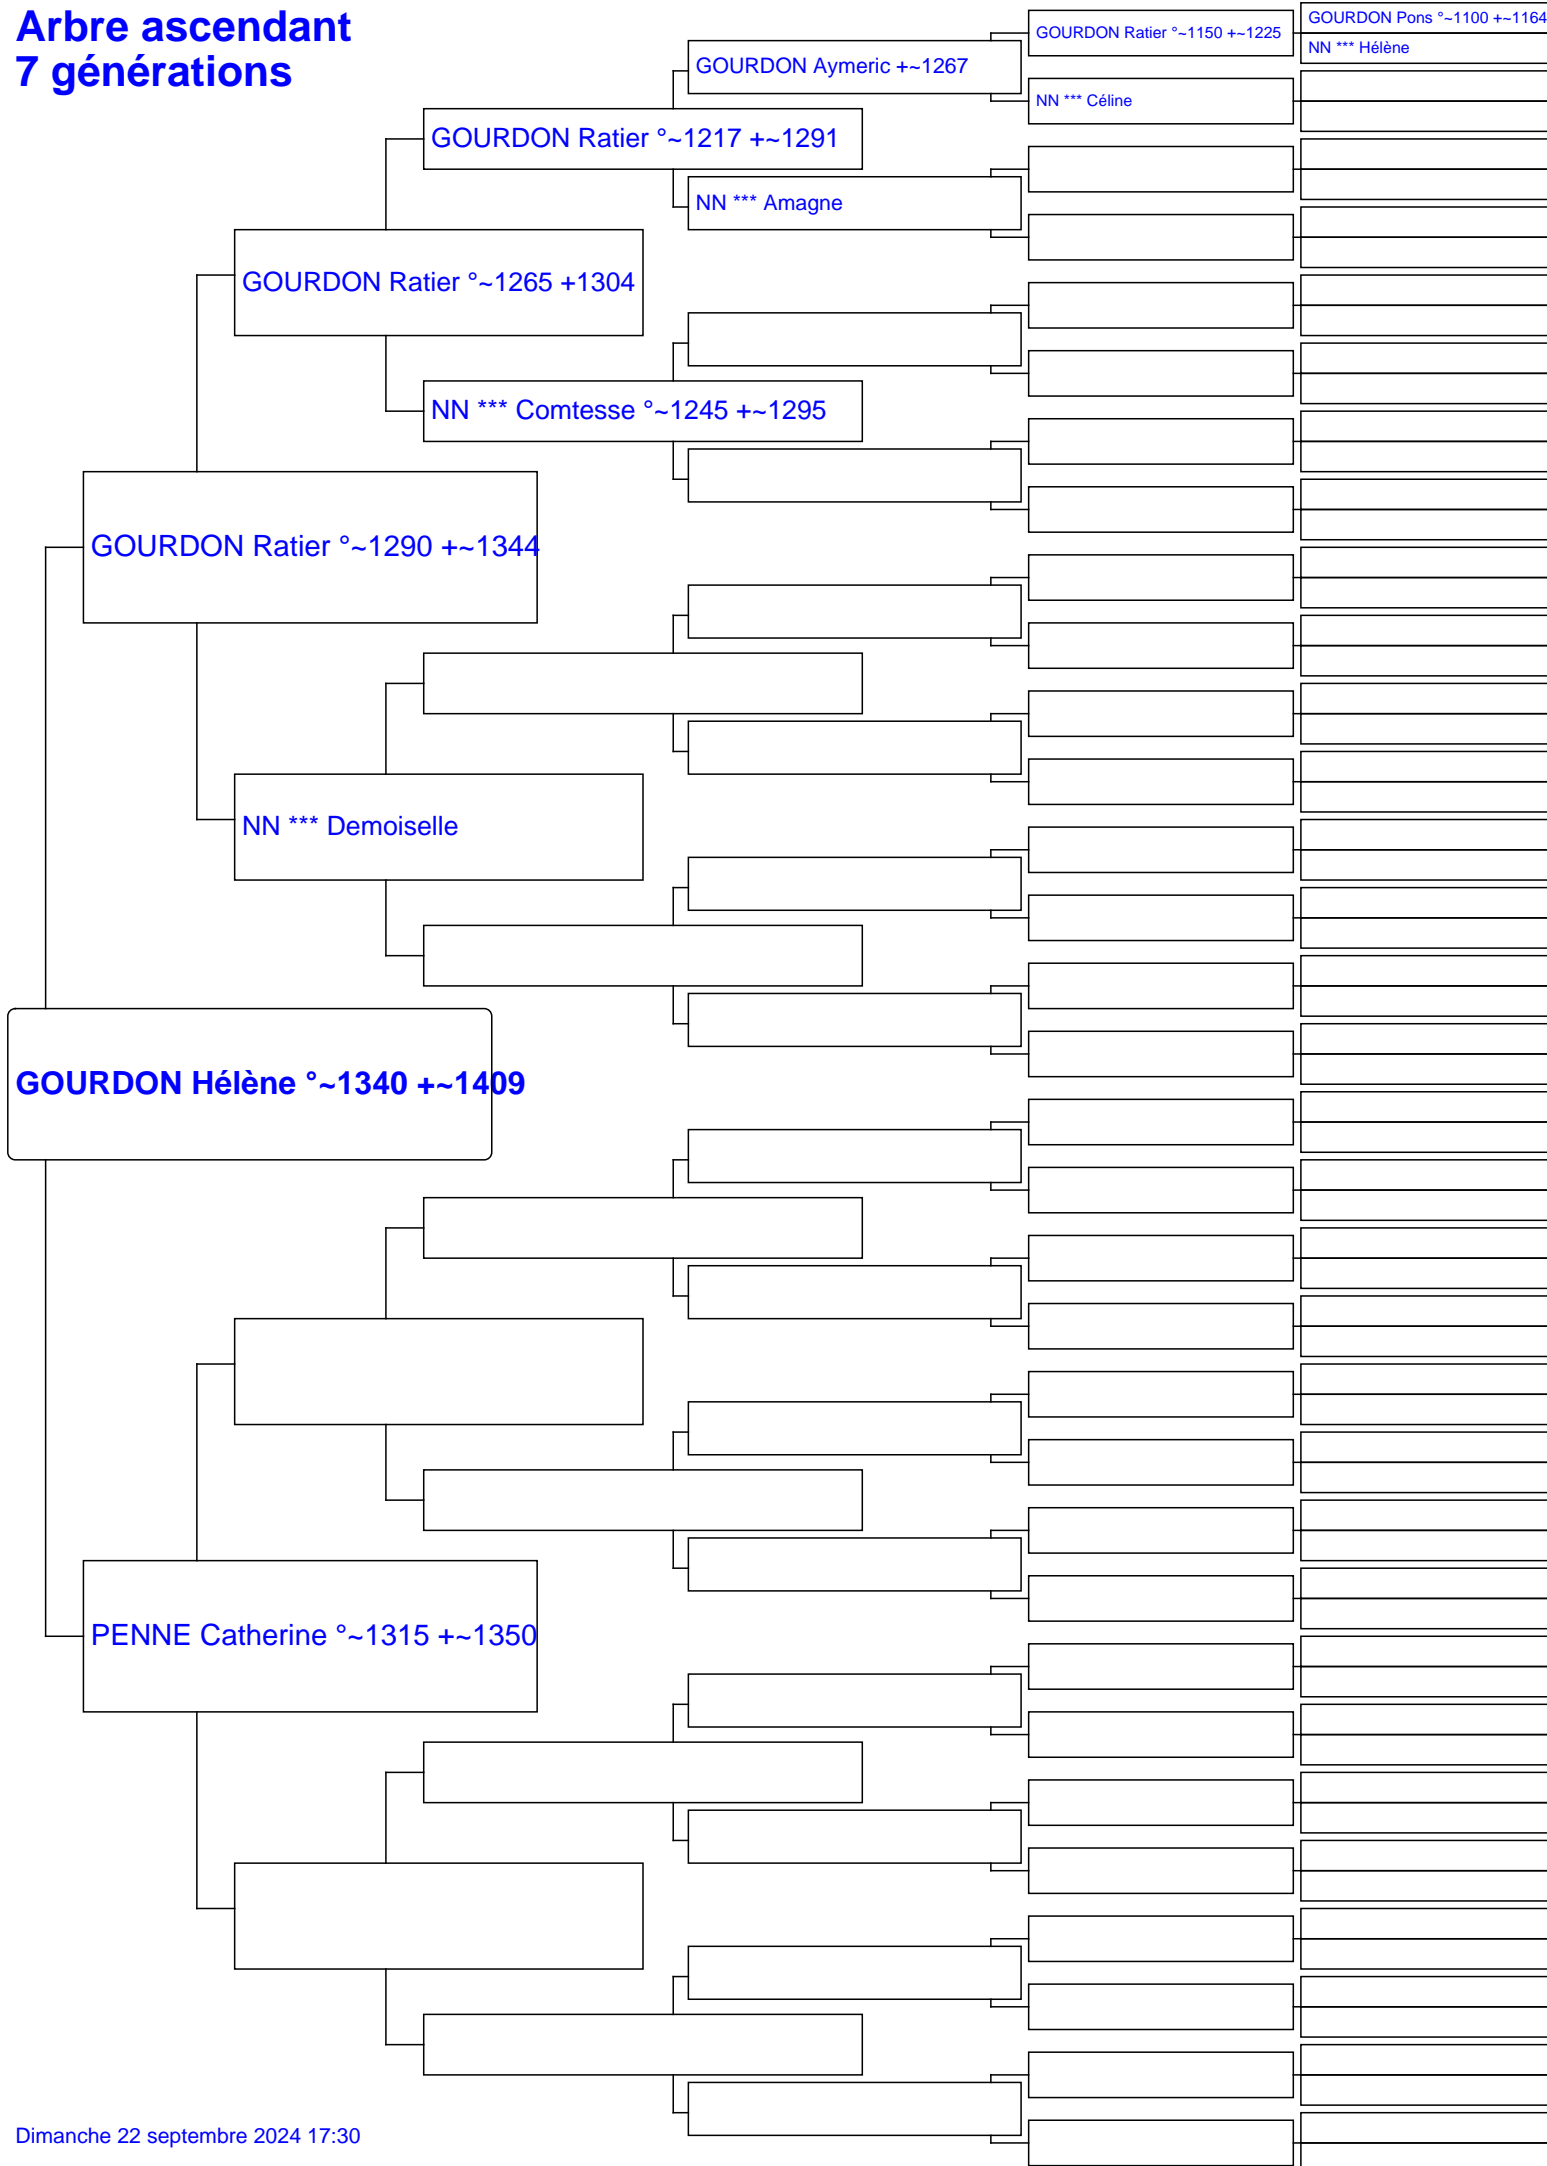 Arbre ascendant
7 générations
GOURDON Pons °~1100 +~1164
NN *** Hélène
GOURDON Ratier °~1150 +~1225
GOURDON Aymeric +~1267
NN *** Céline
GOURDON Ratier °~1217 +~1291
NN *** Amagne
GOURDON Ratier °~1265 +1304
NN *** Comtesse °~1245 +~1295
GOURDON Ratier °~1290 +~1344
NN *** Demoiselle
GOURDON Hélène °~1340 +~1409
PENNE Catherine °~1315 +~1350
Dimanche 22 septembre 2024 17:30